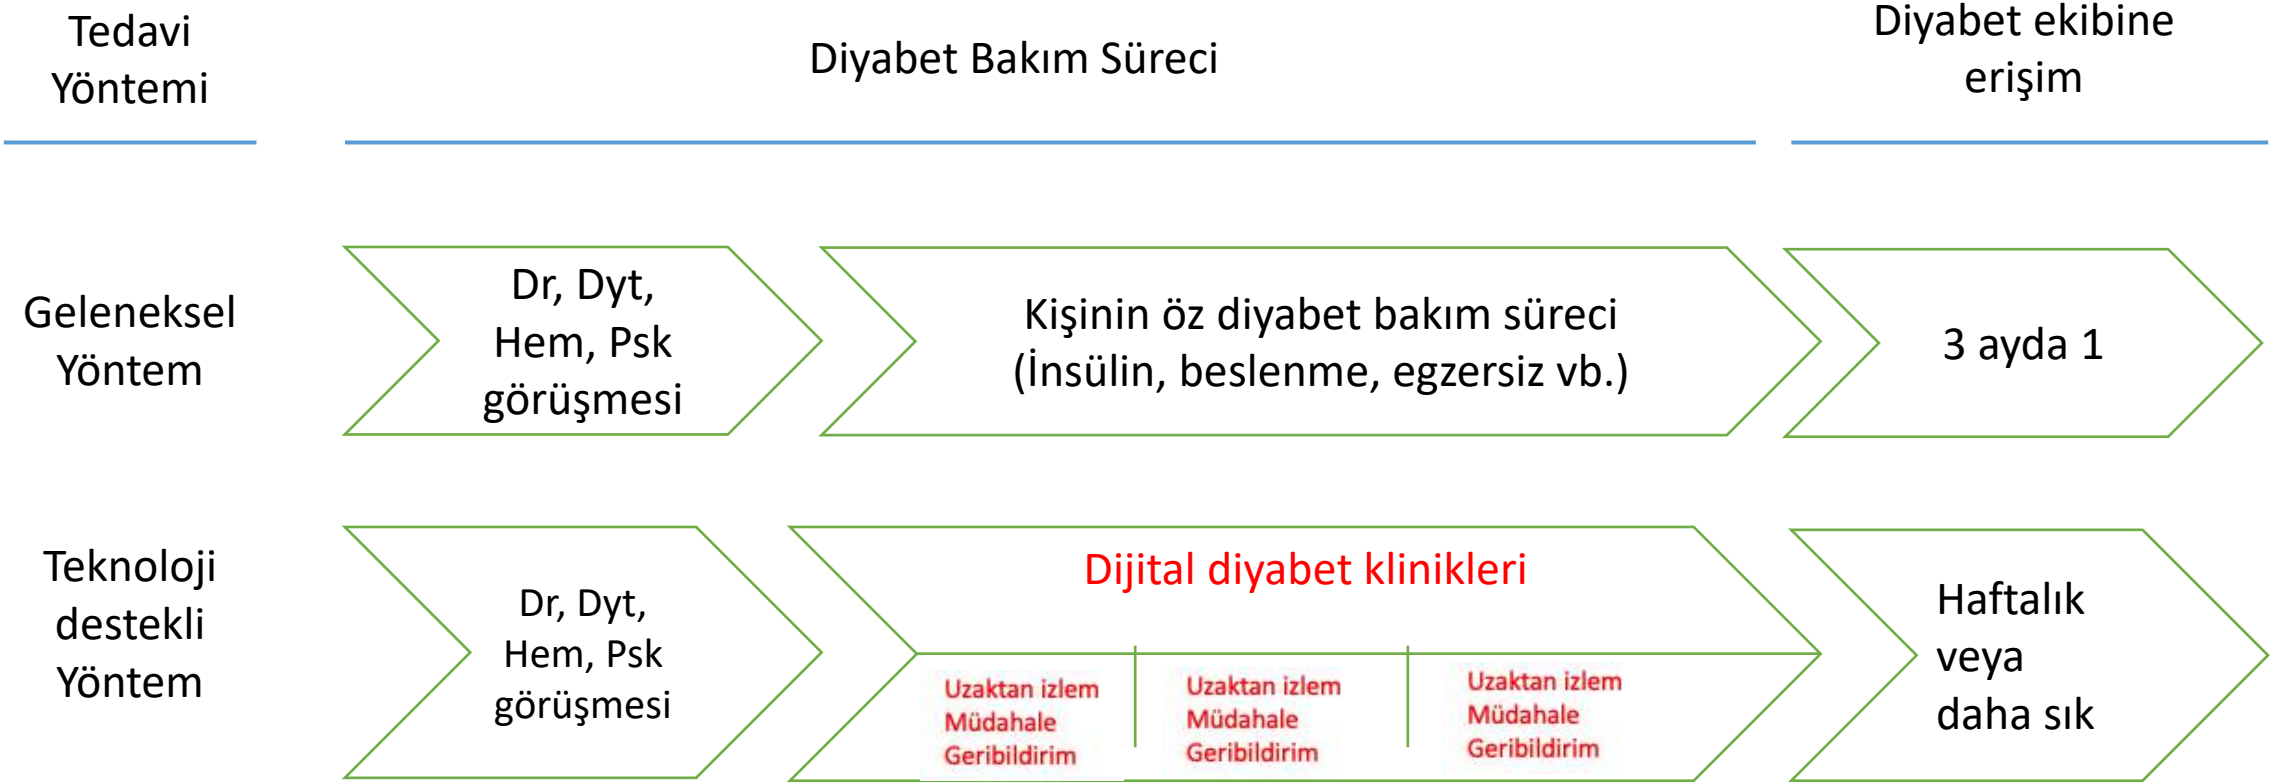 Tedavi
Yöntemi
Diyabet Bakım Süreci
Diyabet ekibine
erişim
Geleneksel
Yöntem
Dr, Dyt,
Hem, Psk
görüşmesi
Kişinin öz diyabet bakım süreci
(İnsülin, beslenme, egzersiz vb.)
3 ayda 1
Teknoloji
destekli
Yöntem
Dr, Dyt,
Hem, Psk
görüşmesi
Dijital diyabet klinikleri
Uzaktan izlem
Müdahale
Geribildirim
Uzaktan izlem
Müdahale
Geribildirim
Uzaktan izlem
Müdahale
Geribildirim
Haftalık
veya
daha sık